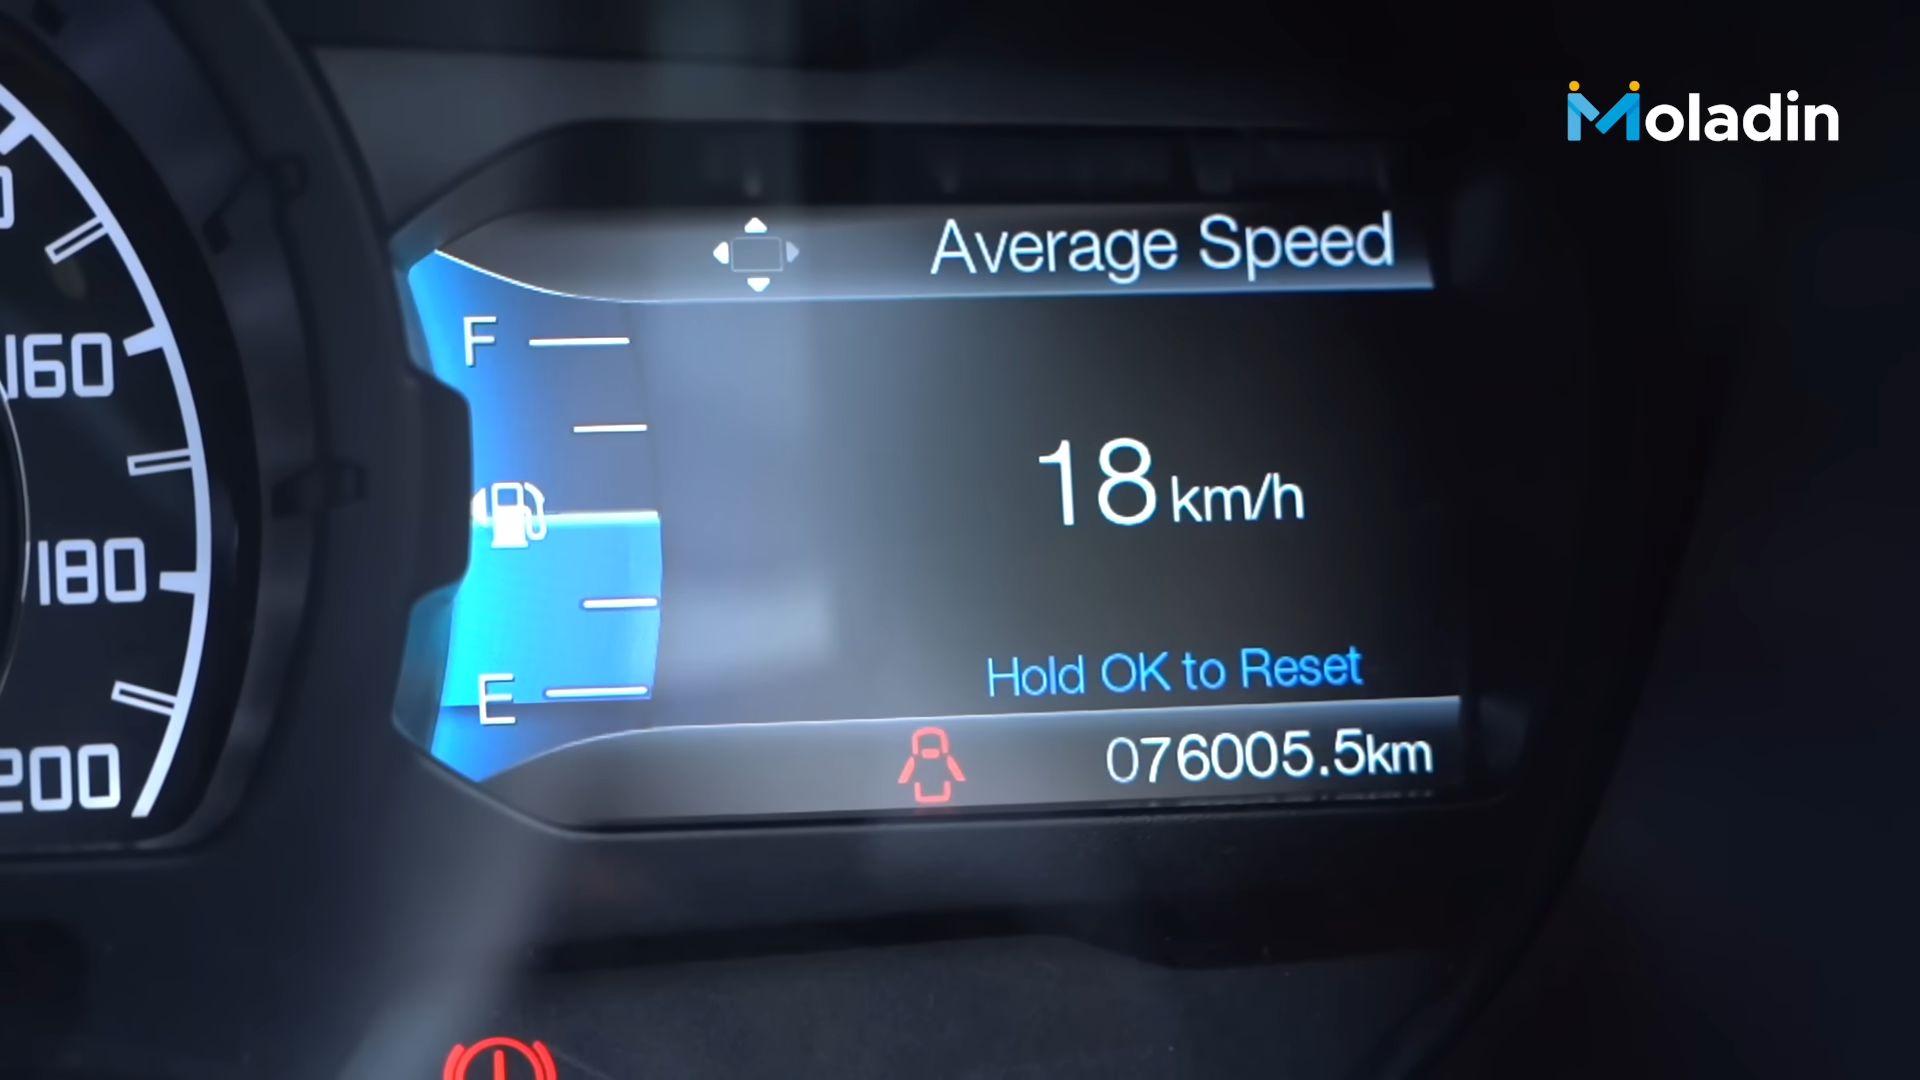 Moladin
Average Speed
F
160
18 km/h
180
Hold OK to Reset
E
076005.5km
200